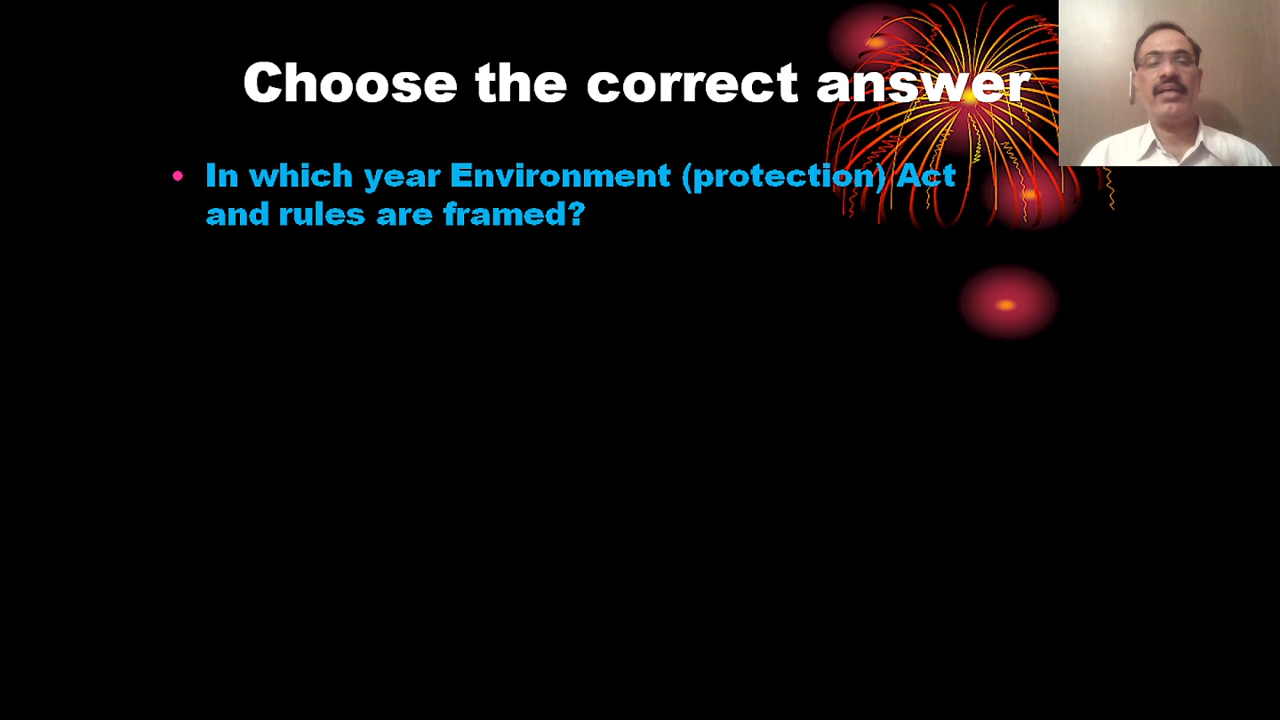 Choose the correct answer
• In which year Environment (protection) Act
and rules are framed?